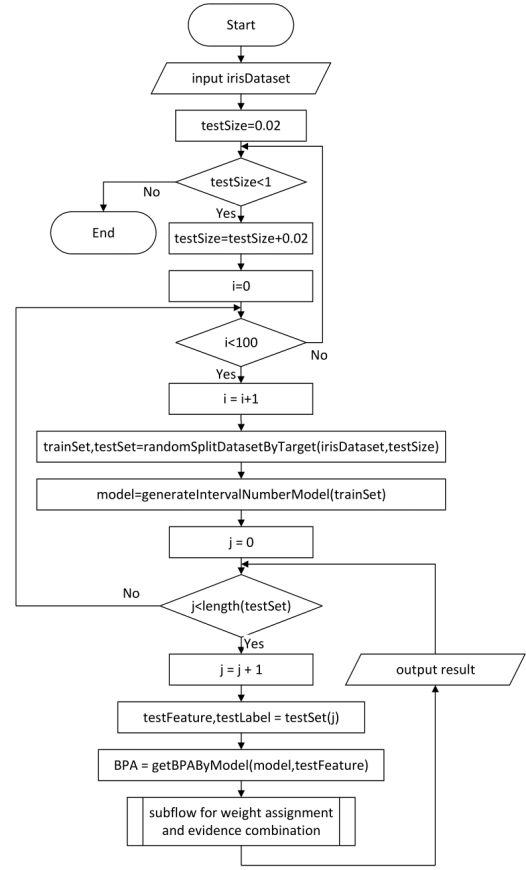 Start
input irisDataset
testSize=0.02
testSize<1
No
Yes
End
testSize=testSize+0.02
i=0
i<100
No
Yes
i = i+1
trainSet,testSet=randomSplitDatasetByTarget(irisDataset,testSize)
model=generateIntervalNumberModel(trainSet)
j = 0
No
j<length(testSet)
Yes
j = j + 1
output result
testFeature,testLabel = testSet(j)
BPA = getBPAByModel(model,testFeature)
subflow for weight assignment
and evidence combination